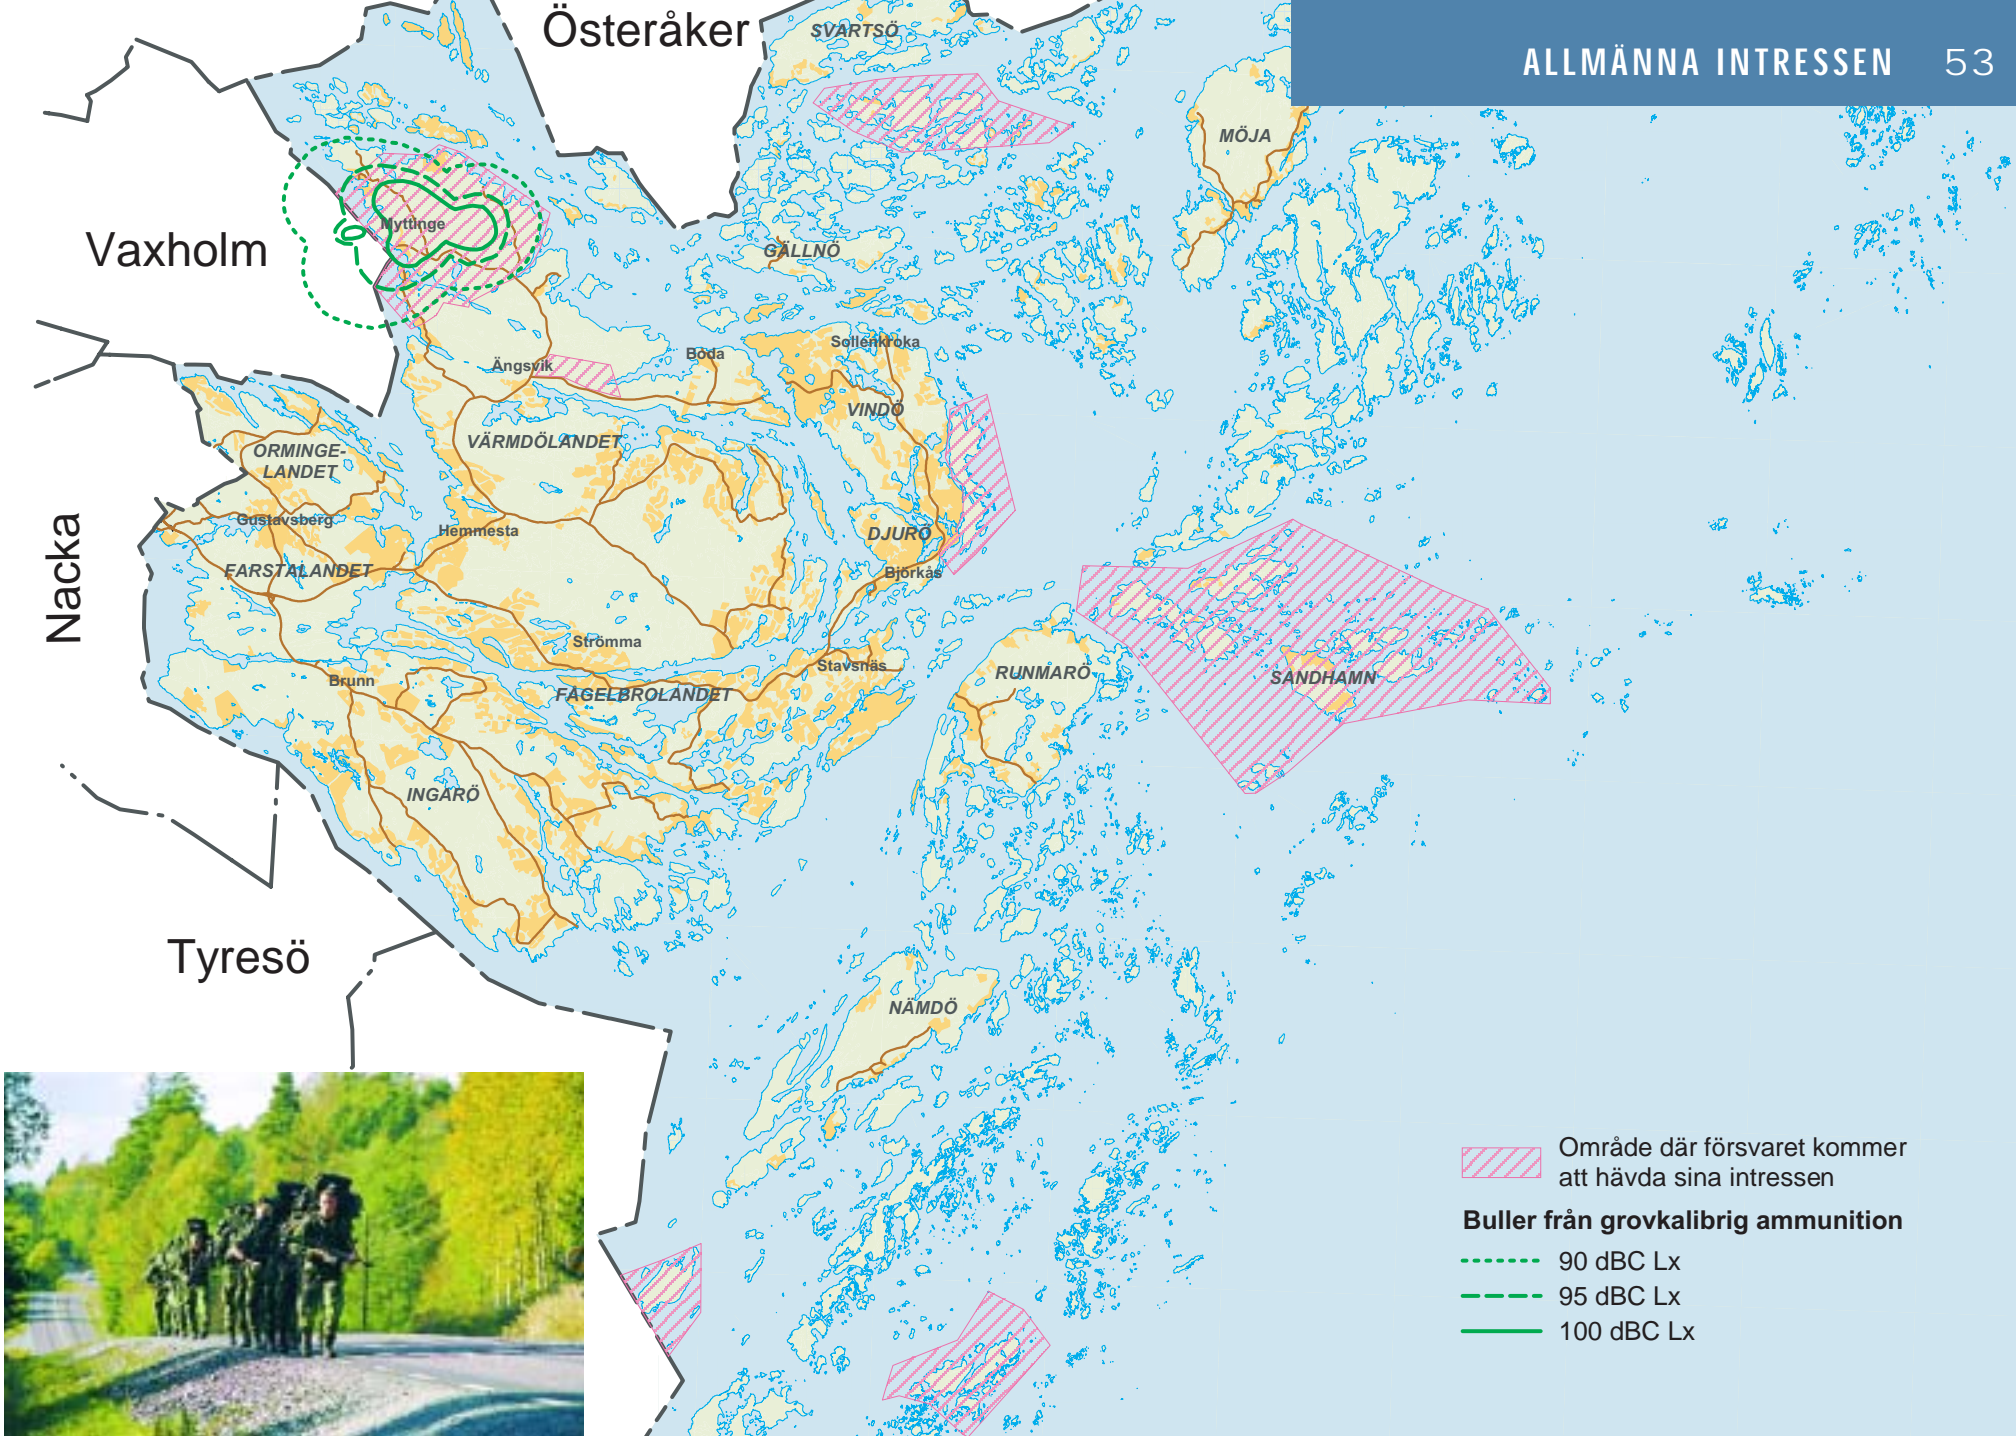 ALLMÄNNA INTRESSEN 53
Österåker
SVARTSÖ
MÖJA
Vaxholm
Myttinge
GÄLLNÖ
Ängsvik
Boda
Sollenkroka
VINDÖ
VÄRMDÖLANDET
ORMINGE-
LANDET
Gustavsberg
Hemmesta
DJURÖ
Björkås
Nacka
FARSTALANDET
Strömma
Stavsnäs
Brunn
FÅGELBROLANDET
RUNMARÖ
SANDHAMN
INGARÖ
Tyresö
NÄMDÖ
Område där försvaret kommer
att hävda sina intressen
Buller från grovkalibrig ammunition
90 dBC Lx
95 dBC Lx
100 dBC Lx